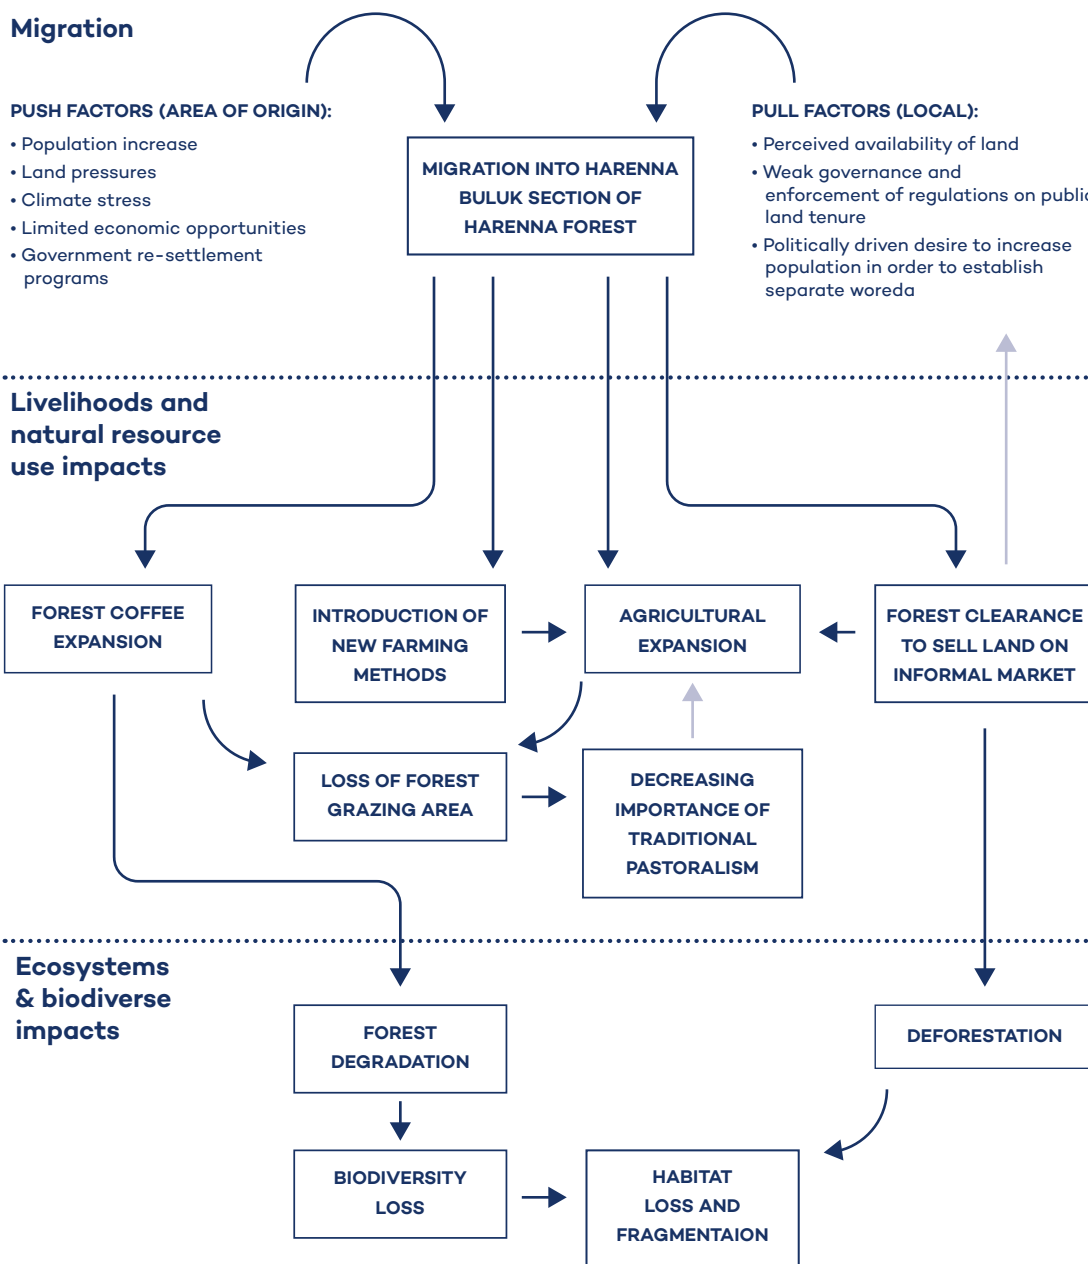 Migration
PUSH FACTORS (AREA OF ORIGIN):
• Population increase
• Land pressures
• Climate stress
• Limited economic opportunities
• Government re-settlement
programs
MIGRATION INTO HARENNA
BULUK SECTION OF
HARENNA FOREST
PULL FACTORS (LOCAL):
• Perceived availability of land
• Weak governance and
enforcement of regulations on public
land tenure
• Politically driven desire to increase
population in order to establish
separate woreda
Livelihoods and
natural resource
use impacts
FOREST COFFEE
EXPANSION
INTRODUCTION OF
NEW FARMING
METHODS
AGRICULTURAL
EXPANSION
FOREST CLEARANCE
TO SELL LAND ON
INFORMAL MARKET
LOSS OF FOREST
GRAZING AREA
DECREASING
IMPORTANCE OF
TRADITIONAL
PASTORALISM
Ecosystems
& biodiverse
impacts
FOREST
DEGRADATION
DEFORESTATION
BIODIVERSITY
LOSS
HABITAT
LOSS AND
FRAGMENTAION